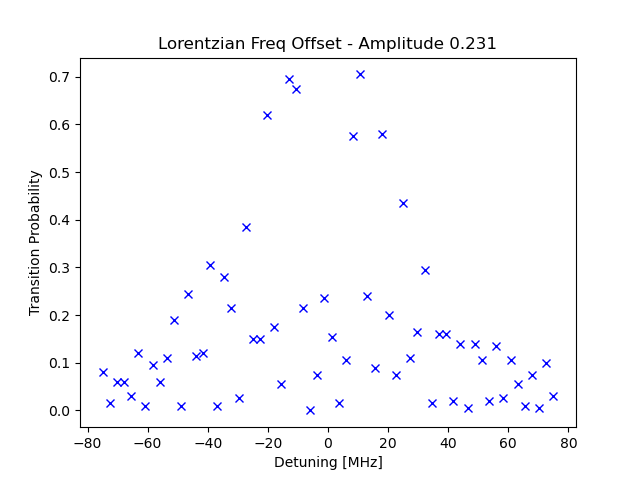 Lorentzian Freq Offset - Amplitude 0.231
Transition Probability
0.7
0.6
0.5
0.4
0.3
0.2
0.1
0.0
−80 −60 −40 −20 0 20 40 60 80
Detuning [MHz]